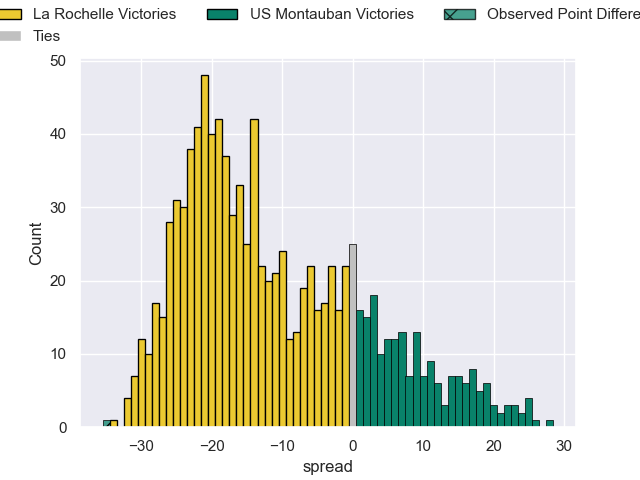 La Rochelle Victories
US Montauban Victories
Observed Point Differe
Ties
50
40
30
20
10
0
Count
−30
−20
−10
0
10
20
30
spread